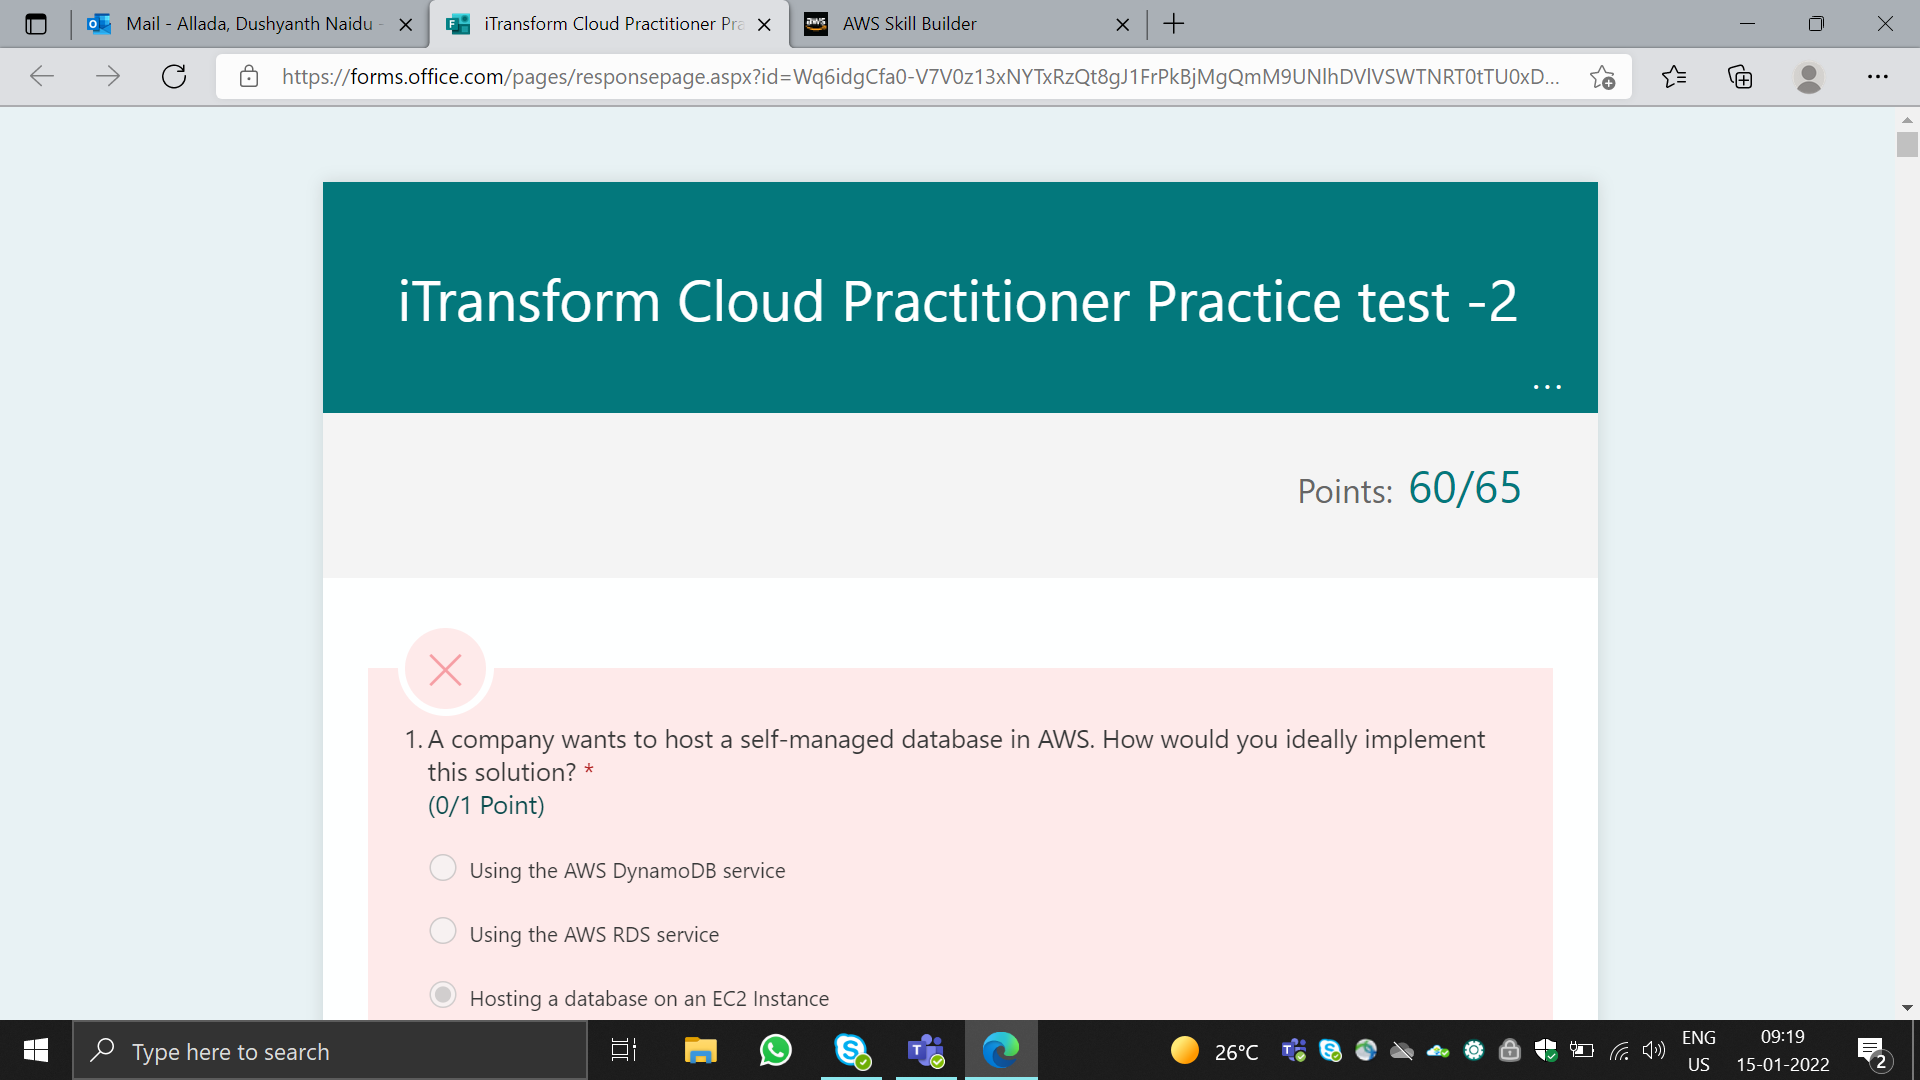 Mail - Allada, Dushyanth Naidu -
iTransform Cloud Practitioner Pra
aws
AWS Skill Builder
https://forms.office.com/pages/responsepage.aspx?id=Wq6idgCfa0-V7V0z13xNYTxRzQt8gJ1FrPkBjMgQmM9UNlhDVlVSWTNRT0tTU0xD...
iTransform Cloud Practitioner Practice test -2
...
Points: 60/65
1. A company wants to host a self-managed database in AWS. How would you ideally implement
this solution? *
(0/1 Point)
Using the AWS DynamoDB service
Using the AWS RDS service
Hosting a database on an EC2 Instance
Type here to search
26°C
ENG
US
09:19
15-01-2022
2